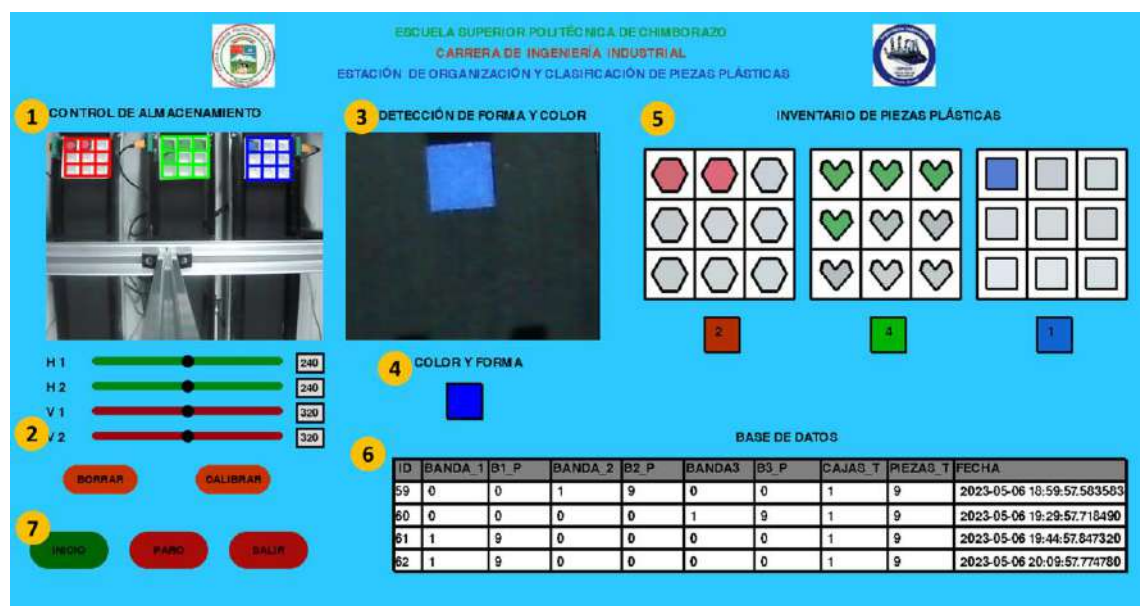 ESCUELA SUPERIOR POLITÉCNICA DE CHIMBORAZO
CARRERA DE INGENIERÍA INDUSTRIAL
ESTACIÓN DE ORGANIZACIÓN Y CLASIFICACIÓN DE PIEZAS PLÁSTICAS
1 CONTROL DE ALMACENAMIENTO
3 DETECCIÓN DE FORMA Y COLOR
5 INVENTARIO DE PIEZAS PLÁSTICAS
2 4 1
H 1 240
H 2 240
V 1 320
2 V 2 320
BORRAR CALIBRAR
4 COLOR Y FORMA
6 BASE DE DATOS
ID BANDA_1 B1_P BANDA_2 B2_P BANDA3 B3_P CAJAS_T PIEZAS_T FECHA
59 0 0 1 9 0 0 1 9 2023-05-06 18:59:57.583583
60 0 0 0 0 1 9 1 9 2023-05-06 19:29:57.718490
61 1 9 0 0 0 0 1 9 2023-05-06 19:44:57.847320
62 1 9 0 0 0 0 1 9 2023-05-06 20:09:57.774780
7 INICIO PARO SALIR